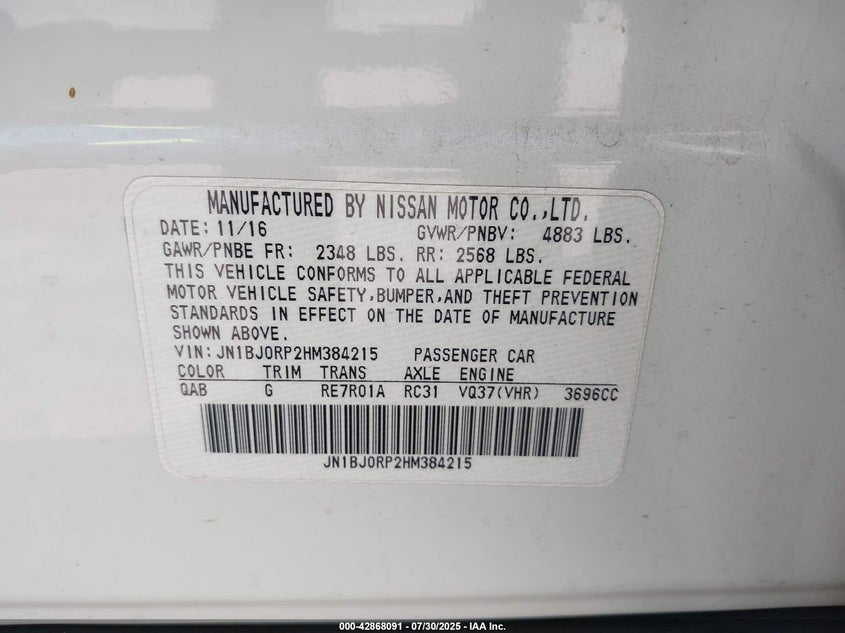 MANUFACTURED BY NISSAN MOTOR CO.,LTD.
DATE: 11/16 GVWR/PNBV: 4883 LBS.
GAWR/PNBE FR: 2348 LBS. RR: 2568 LBS.
THIS VEHICLE CONFORMS TO ALL APPLICABLE FEDERAL
MOTOR VEHICLE SAFETY,BUMPER,AND THEFT PREVENTION
STANDARDS IN EFFECT ON THE DATE OF MANUFACTURE
SHOWN ABOVE.
VIN:JN1BJ0RP2HM384215 PASSENGER CAR
COLOR TRIM TRANS AXLE ENGINE
QAB G RE7R01A RC31 VQ37(VHR) 3696CC
JN1BJ0RP2HM384215
000-42868091 - 07/30/2025 - IAA Inc.